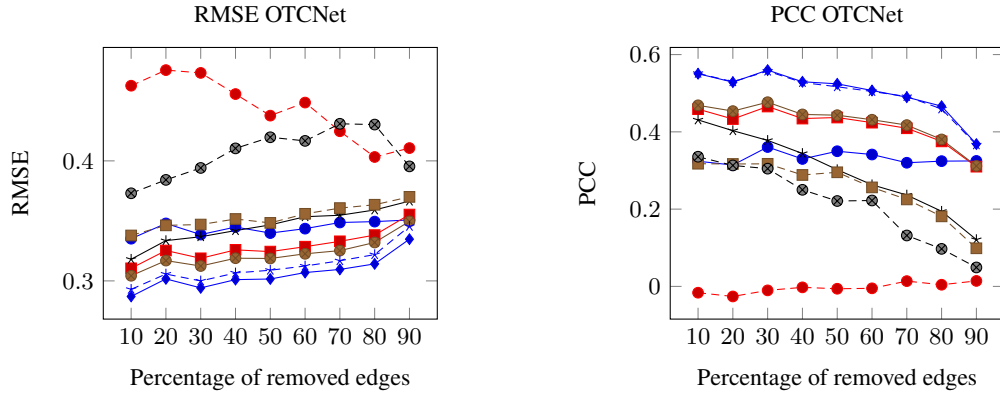 RMSE OTCNet
0.4
0.3
RMSE
10 20 30 40 50 60 70 80 90
Percentage of removed edges
PCC OTCNet
0.6
0.4
0.2
0
PCC
10 20 30 40 50 60 70 80 90
Percentage of removed edges